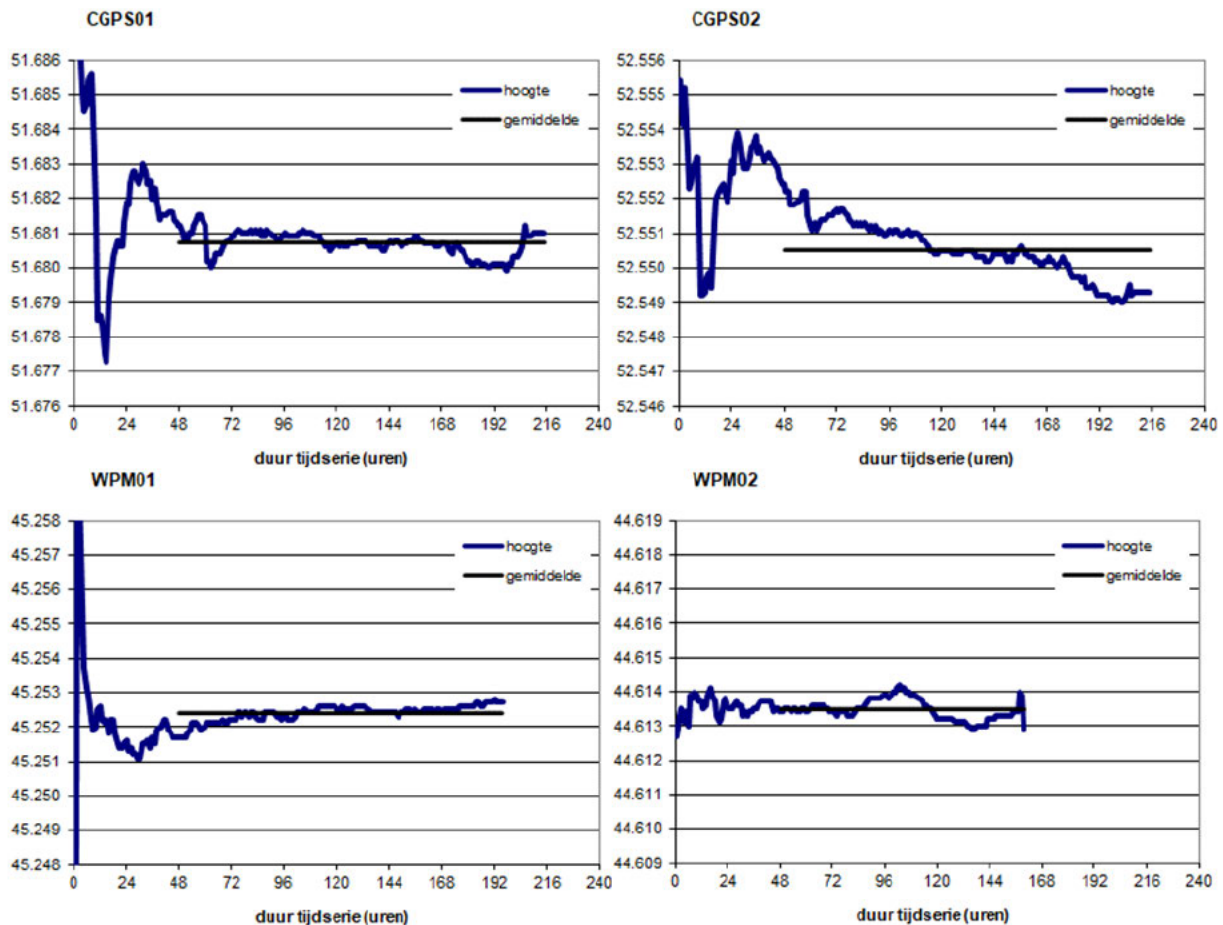 CGPS01
51.686
51.685
51.684
51.683
51.682
51.681
51.680
51.679
51.678
51.677
51.676
hoogte
gemiddelde
0 24 48 72 96 120 144 168 192 216 240
duur tijdserie (uren)
CGPS02
52.556
52.555
52.554
52.553
52.552
52.551
52.550
52.549
52.548
52.547
52.546
hoogte
gemiddelde
0 24 48 72 96 120 144 168 192 216 240
duur tijdserie (uren)
WPM01
45.258
45.257
45.256
45.255
45.254
45.253
45.252
45.251
45.250
45.249
45.248
hoogte
gemiddelde
0 24 48 72 96 120 144 168 192 216 240
duur tijdserie (uren)
WPM02
44.619
44.618
44.617
44.616
44.615
44.614
44.613
44.612
44.611
44.610
44.609
hoogte
gemiddelde
0 24 48 72 96 120 144 168 192 216 240
duur tijdserie (uren)